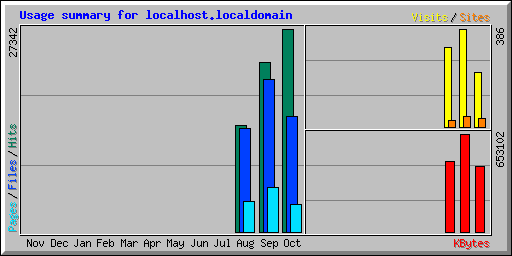 Usage summary for localhost.localdomain
Visits/Sites
27342
386
Pages/Files/Hits
653102
Nov Dec Jan Feb Mar Apr May Jun Jul Aug Sep Oct
KBytes